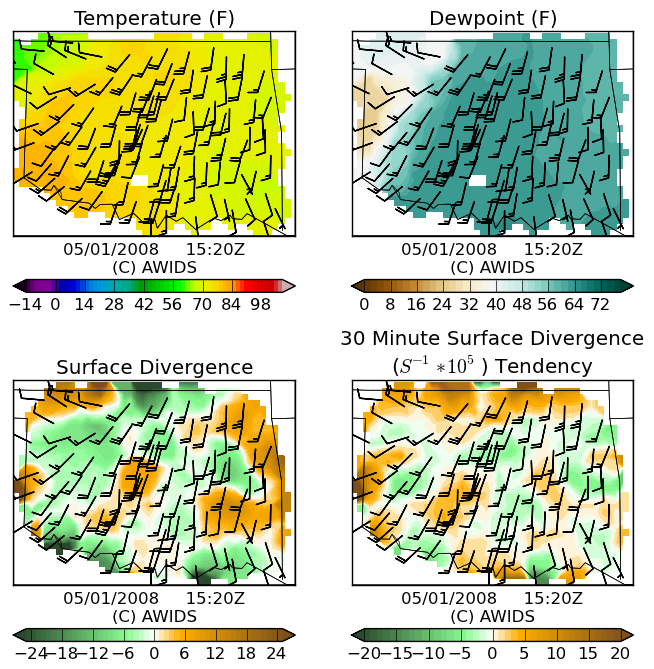 Temperature (F)
Dewpoint (F)
05/01/2008 15:20Z
(C) AWIDS
05/01/2008 15:20Z
(C) AWIDS
−14 0 14 28 42 56 70 84 98
0 8 16 24 32 40 48 56 64 72
Surface Divergence
30 Minute Surface Divergence
(S⁻¹ *10⁵ ) Tendency
05/01/2008 15:20Z
(C) AWIDS
05/01/2008 15:20Z
(C) AWIDS
−24 −18 −12 −6 0 6 12 18 24
−20 −15 −10 −5 0 5 10 15 20